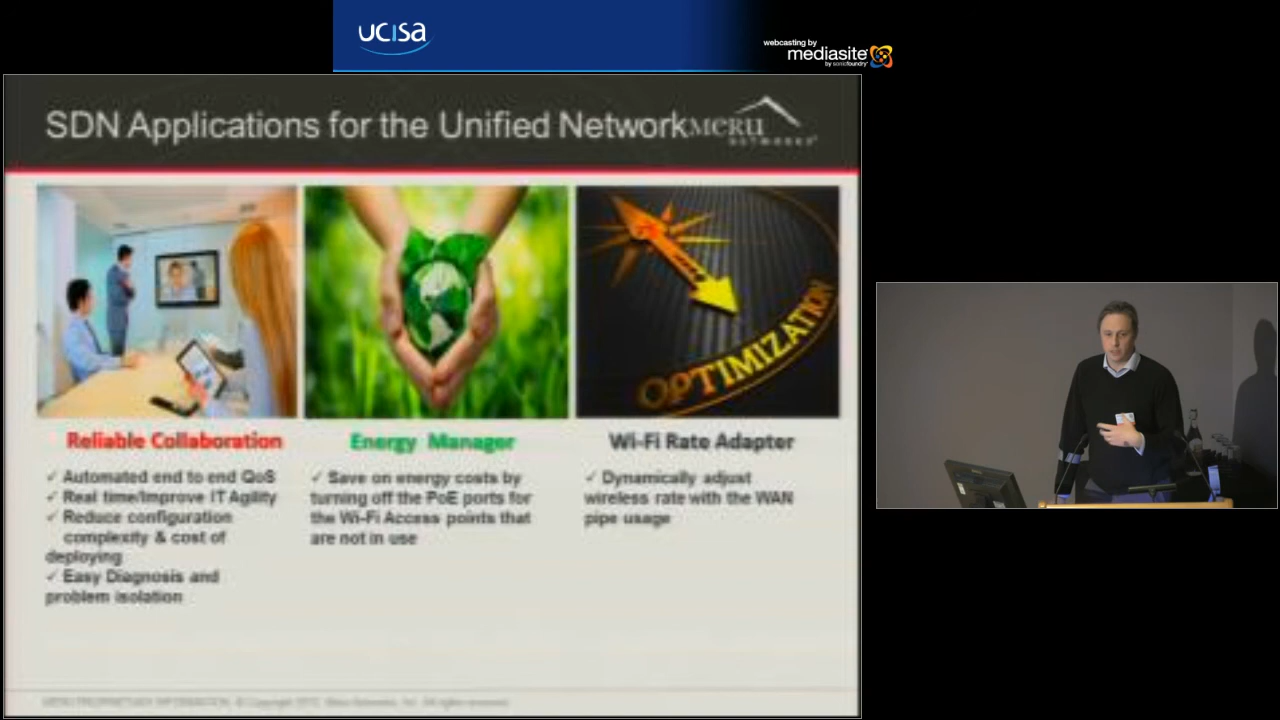 ucisa
webcasting by
mediasite
by sonicfoundry
SDN Applications for the Unified Network
MERU
NETWORKS
OPTIMIZATION
Reliable Collaboration
✓ Automated end to end QoS
✓ Real time/Improve IT Agility
✓ Reduce configuration
complexity & cost of
deploying
✓ Easy Diagnosis and
problem isolation
Energy Manager
✓ Save on energy costs by
turning off the PoE ports for
the Wi-Fi Access points that
are not in use
Wi-Fi Rate Adapter
✓ Dynamically adjust
wireless rate with the WAN
pipe usage